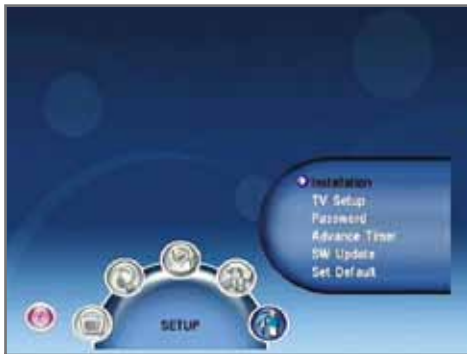 Installation
TV Setup
Password
Advance Timer
SW Update
Set Default
SETUP